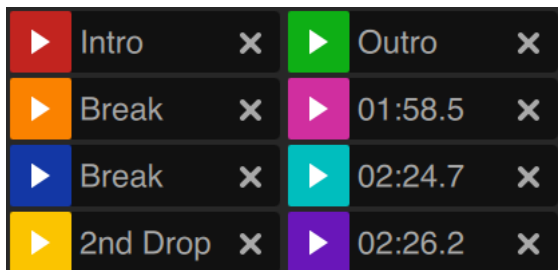 Intro
Outro
Break
01:58.5
Break
02:24.7
2nd Drop
02:26.2